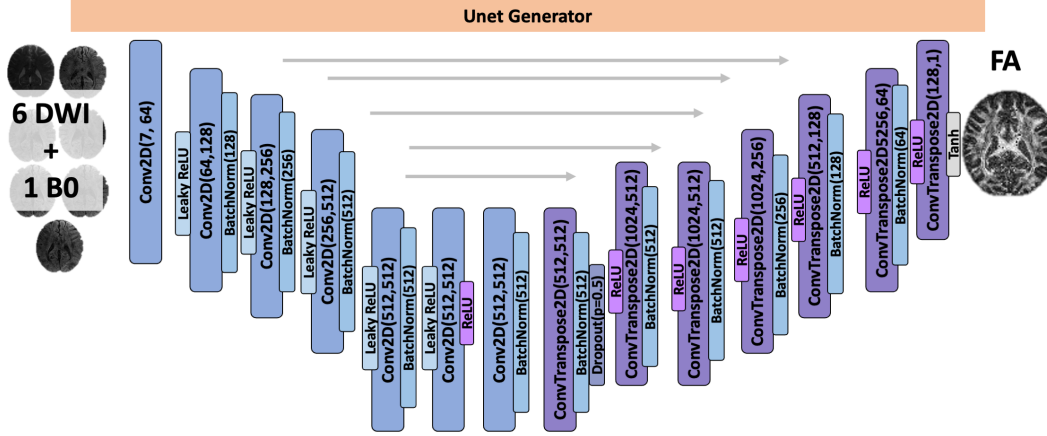 Unet Generator
6 DWI
+
1 B0
Conv2D(7, 64)
Leaky ReLU
Conv2D(64,128)
BatchNorm(128)
Leaky ReLU
Conv2D(128,256)
BatchNorm(256)
Leaky ReLU
Conv2D(256,512)
BatchNorm(512)
Leaky ReLU
Conv2D(512,512)
BatchNorm(512)
Leaky ReLU
Conv2D(512,512)
ReLU
Conv2D(512,512)
BatchNorm(512)
ConvTranspose2D(512,512)
BatchNorm(512)
Dropout(p=0.5)
ReLU
ConvTranspose2D(1024,512)
BatchNorm(512)
ReLU
ConvTranspose2D(1024,512)
BatchNorm(512)
ReLU
ConvTranspose2D(1024,256)
BatchNorm(256)
ReLU
ConvTranspose2D(512,128)
BatchNorm(128)
ReLU
ConvTranspose2D5256,64)
BatchNorm(64)
ReLU
ConvTranspose2D(128,1)
Tanh
FA